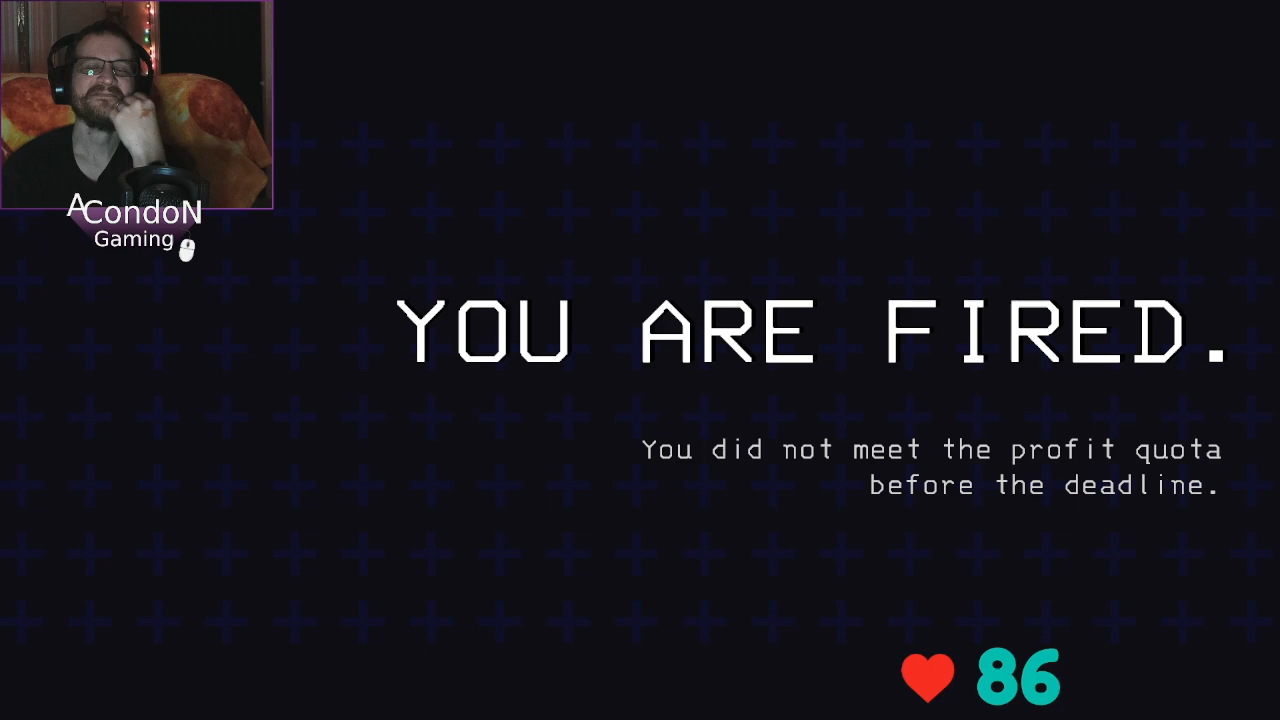 ACondoN
Gaming
YOU ARE FIRED.
You did not meet the profit quota
before the deadline.
86